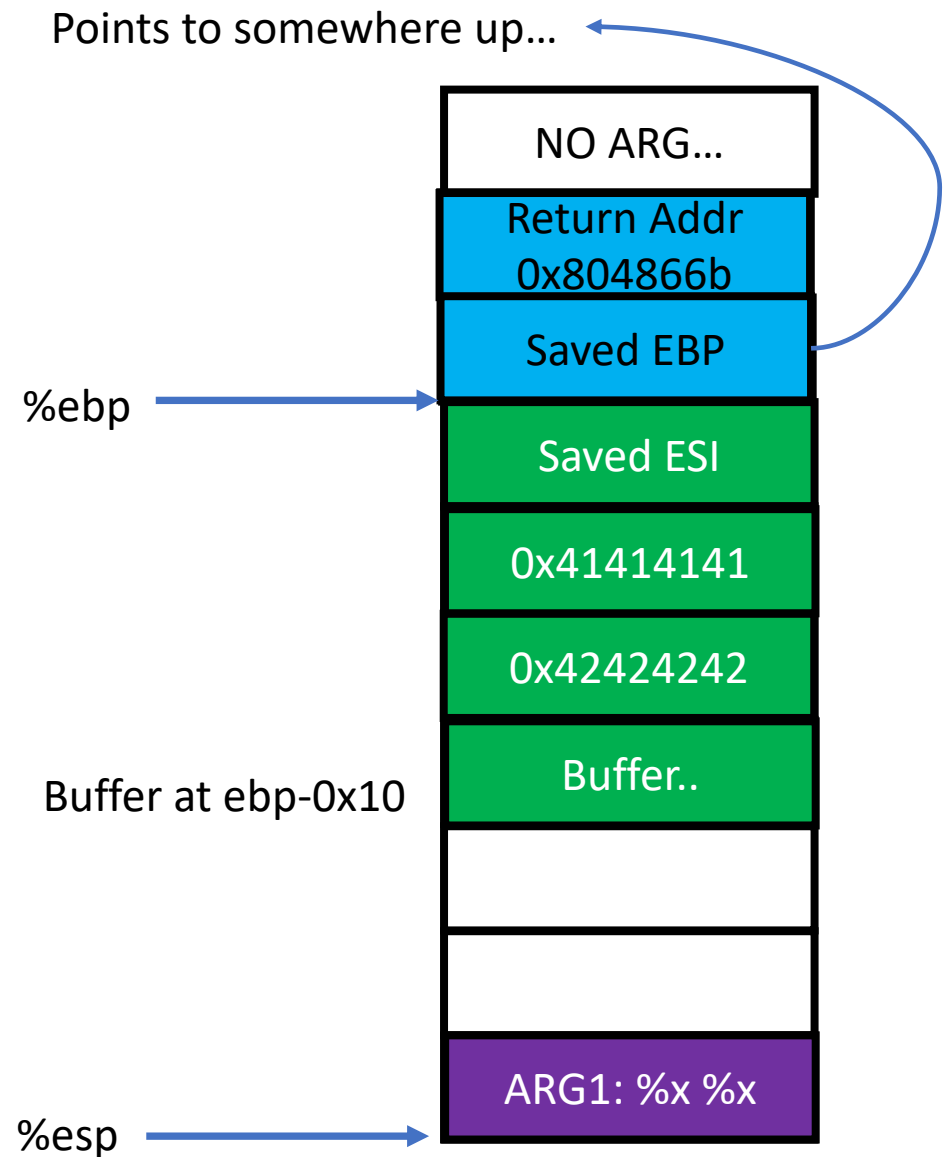 Points to somewhere up...
NO ARG...
Return Addr
0x804866b
Saved EBP
%ebp
Saved ESI
0x41414141
0x42424242
Buffer..
Buffer at ebp-0x10
ARG1: %x %x
%esp